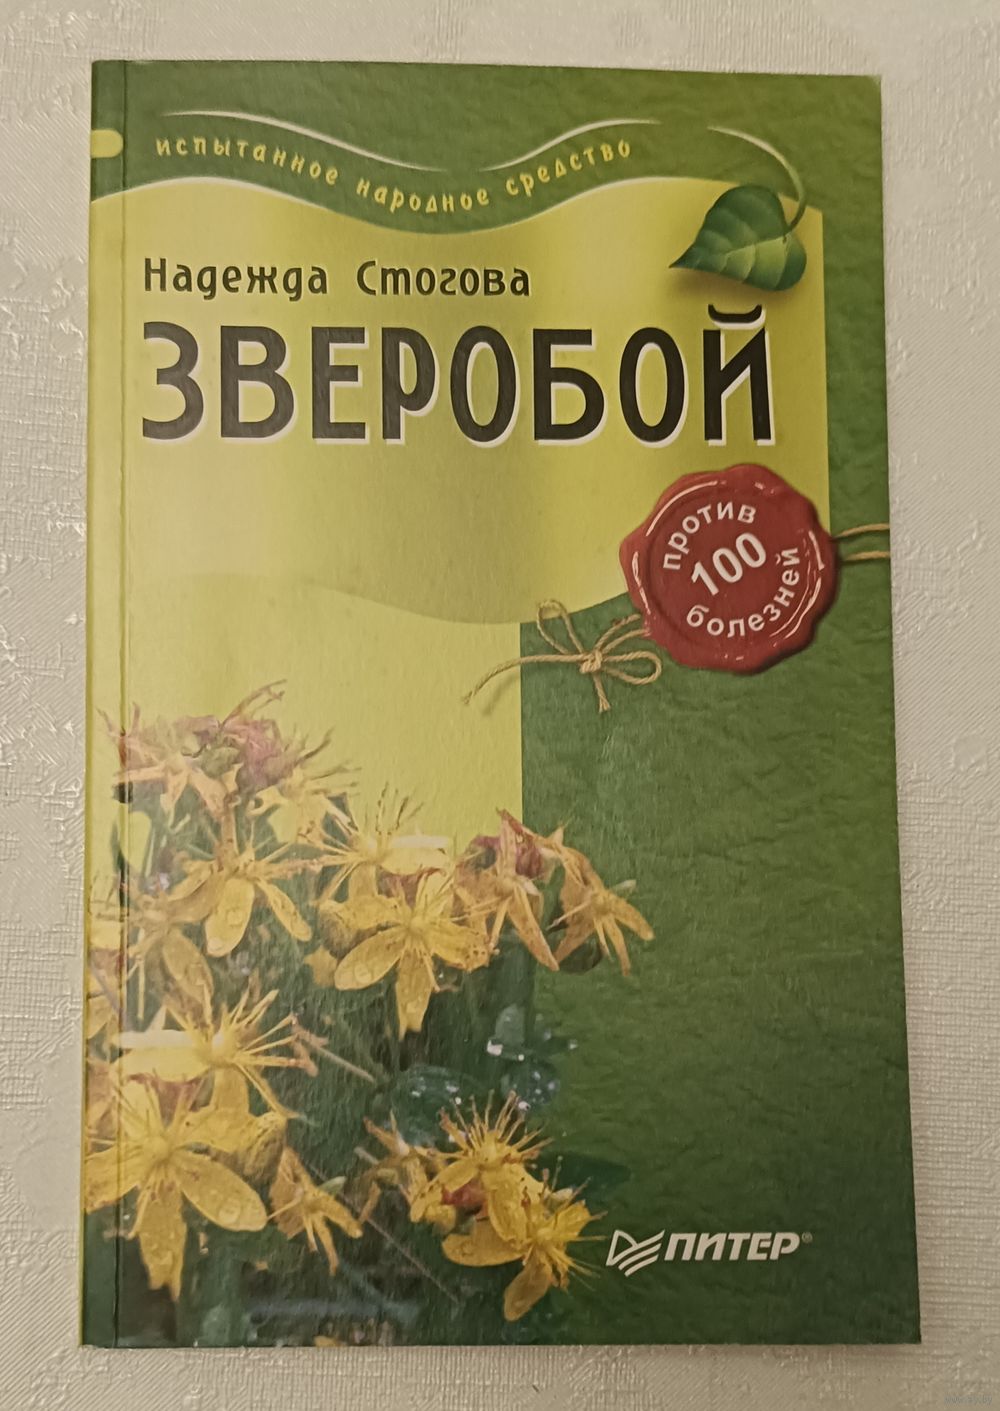 испытанное народное средство
Надежда Стогова
ЗВЕРОБОЙ
против
100
болезней
ПИТЕР®